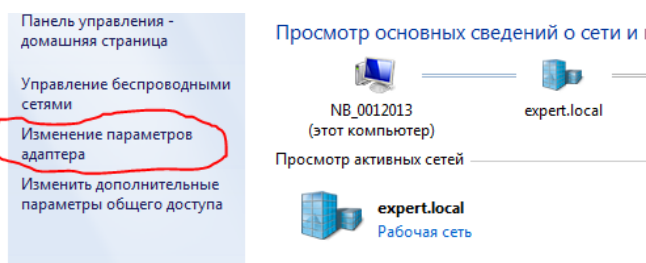 Панель управления -
домашняя страница
Управление беспроводными
сетями
Изменение параметров
адаптера
Изменить дополнительные
параметры общего доступа
Просмотр основных сведений о сети и
NB_0012013
(этот компьютер)
expert.local
Просмотр активных сетей
expert.local
Рабочая сеть